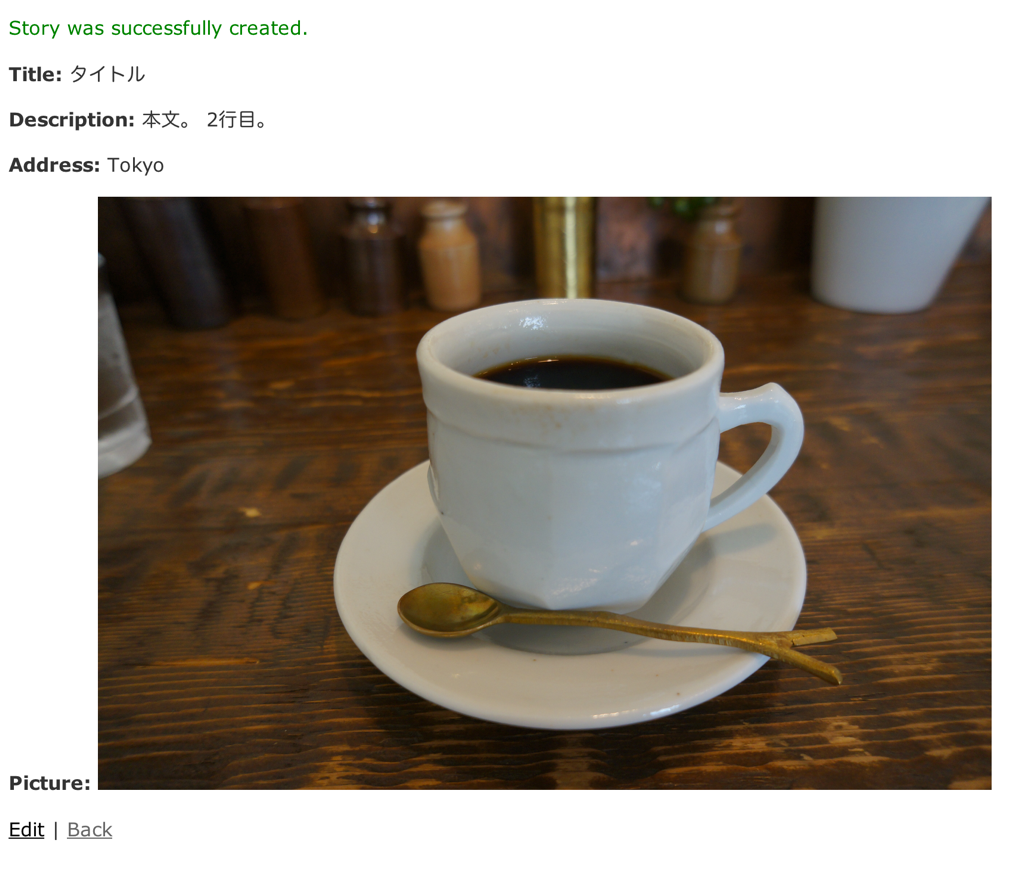 Story was successfully created.
Title: タイトル
Description: 本文。 2行目。
Address: Tokyo
Picture:
Edit | Back